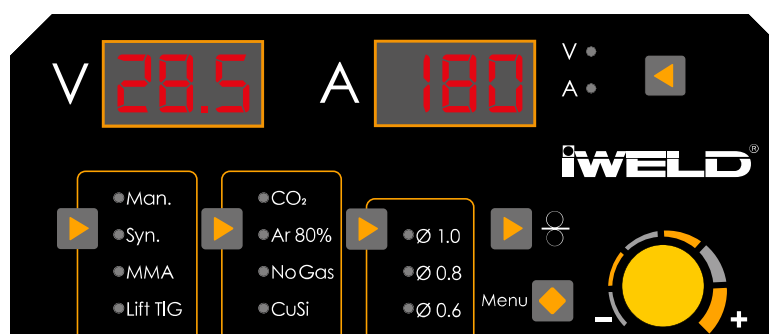 V 28.5 A 180 V
A
iWELD®
Man. CO₂
Syn. Ar 80% Ø 1.0
MMA No Gas Ø 0.8
Lift TIG CuSi Ø 0.6 Menu - +